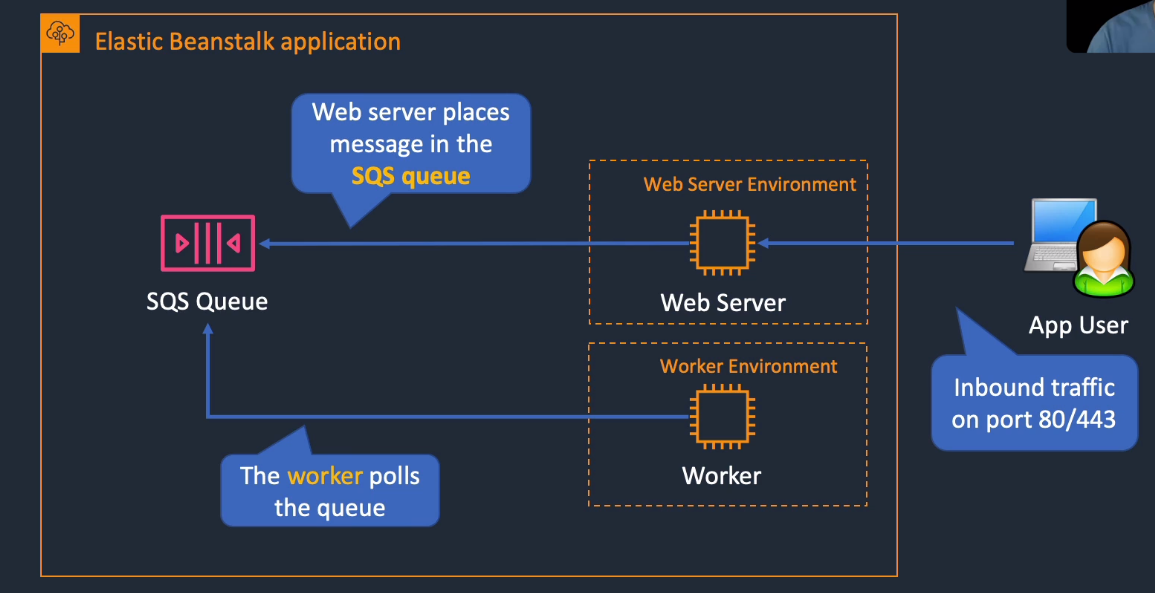 Elastic Beanstalk application
Web server places
message in the
SQS queue
Web Server Environment
SQS Queue
Web Server
App User
Worker Environment
Inbound traffic
on port 80/443
The worker polls
the queue
Worker